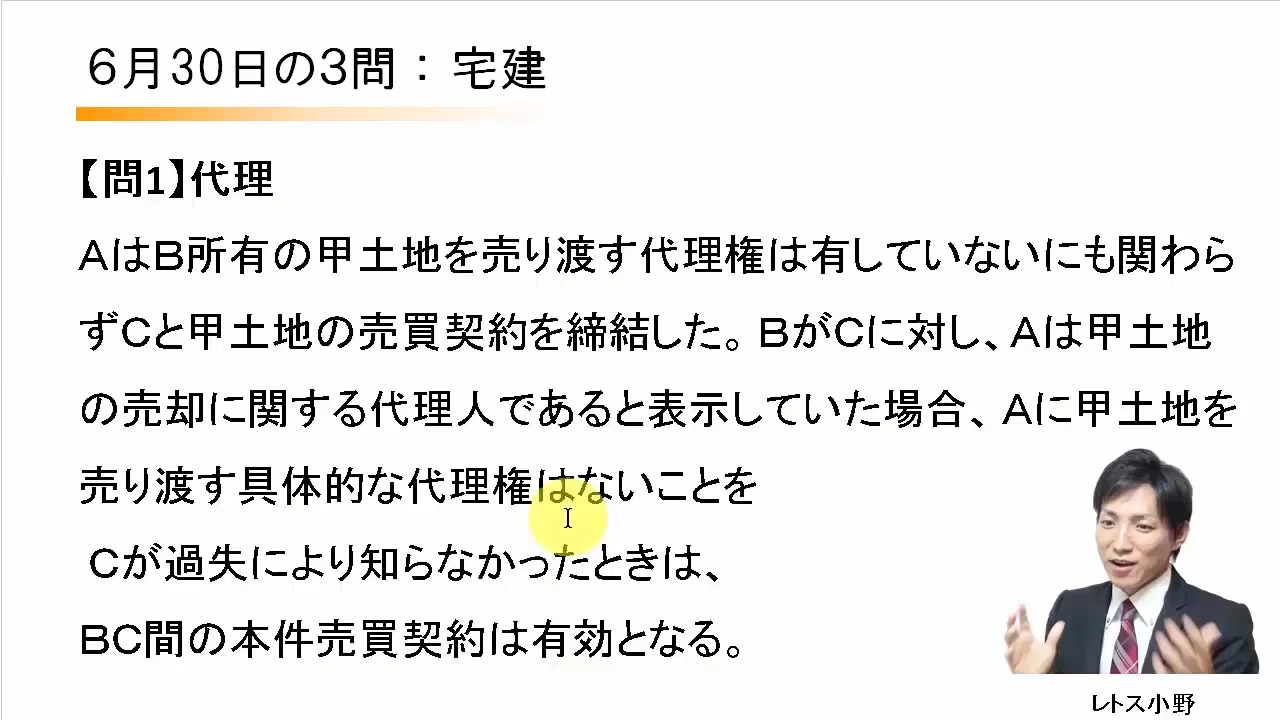 ６月30日の３問：宅建
【問1】代理
ＡはＢ所有の甲土地を売り渡す代理権は有していないにも関わら
ずＣと甲土地の売買契約を締結した。ＢがＣに対し、Ａは甲土地
の売却に関する代理人であると表示していた場合、Ａに甲土地を
売り渡す具体的な代理権はないことを
Ｃが過失により知らなかったときは、
ＢＣ間の本件売買契約は有効となる。
レトス小野